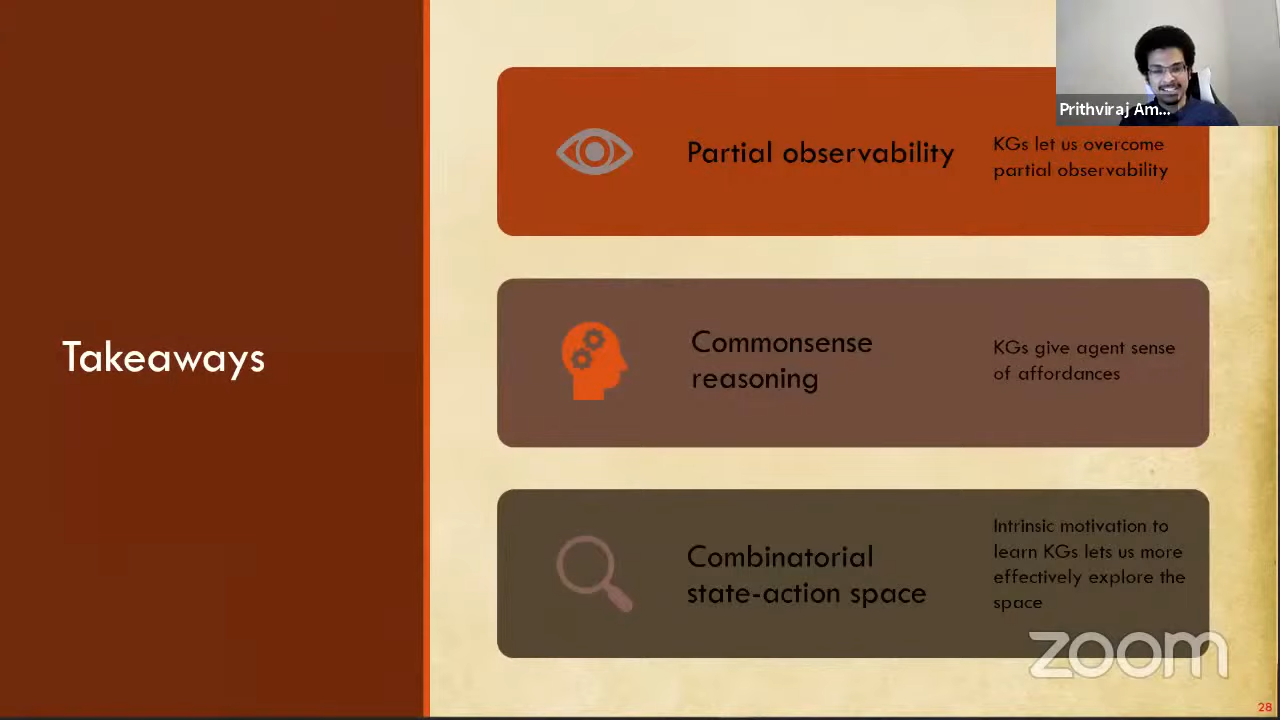 Takeaways
Prithviraj Am...
Partial observability
KGs let us overcome
partial observability
Commonsense
reasoning
KGs give agent sense
of affordances
Combinatorial
state-action space
Intrinsic motivation to
learn KGs lets us more
effectively explore the
space
zoom
28